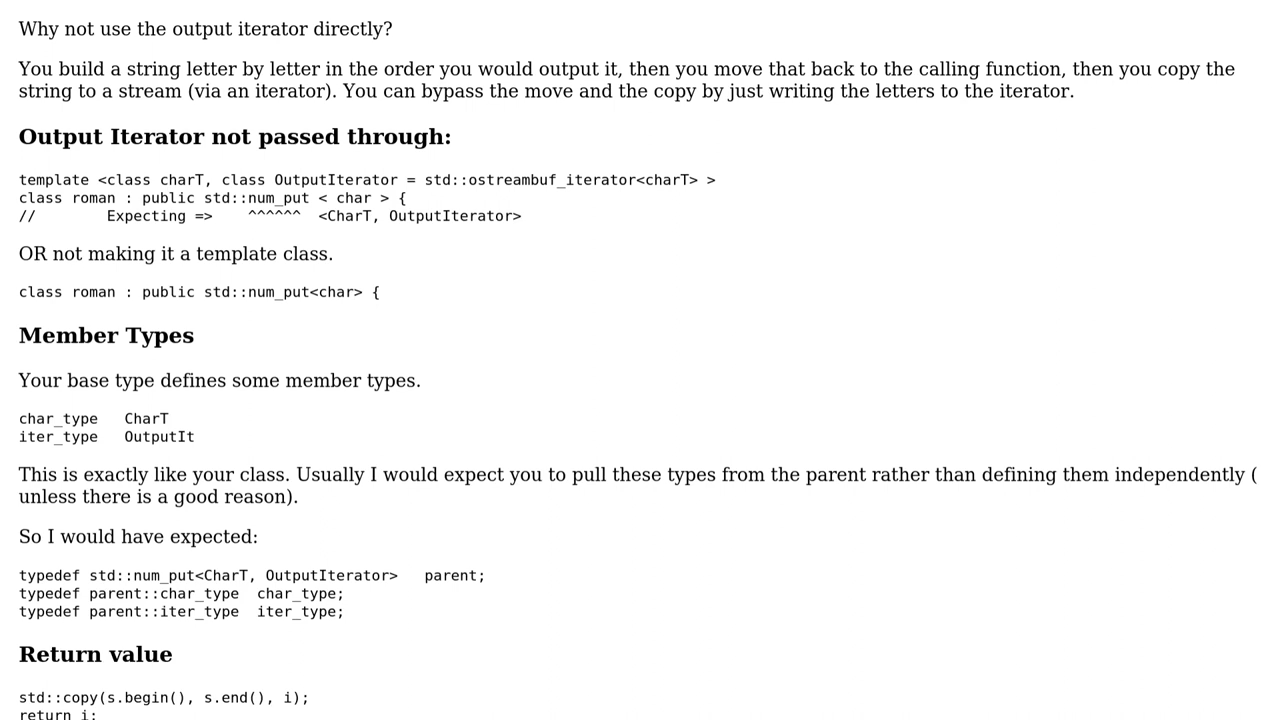 Why not use the output iterator directly?
You build a string letter by letter in the order you would output it, then you move that back to the calling function, then you copy the
string to a stream (via an iterator). You can bypass the move and the copy by just writing the letters to the iterator.
Output Iterator not passed through:
template <class charT, class OutputIterator = std::ostreambuf_iterator<charT> >
class roman : public std::num_put < char > {
//        Expecting =>    ^^^^^^  <CharT, OutputIterator>
OR not making it a template class.
class roman : public std::num_put<char> {
Member Types
Your base type defines some member types.
char_type   CharT
iter_type   OutputIt
This is exactly like your class. Usually I would expect you to pull these types from the parent rather than defining them independently (
unless there is a good reason).
So I would have expected:
typedef std::num_put<CharT, OutputIterator>   parent;
typedef parent::char_type  char_type;
typedef parent::iter_type  iter_type;
Return value
std::copy(s.begin(), s.end(), i);
return i;